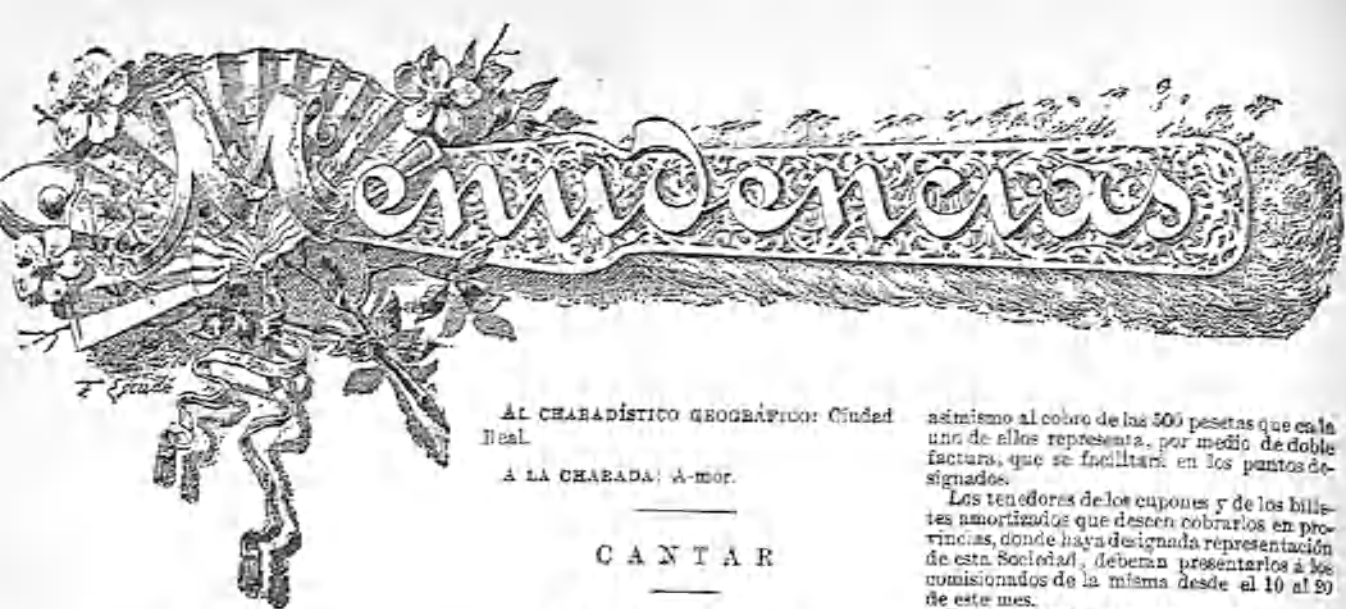 Menudencias
AL CHARADÍSTICO GEOGRÁFICO: Ciudad
Real.
A LA CHARADA: A-mor.
CANTAR
asimismo al cobro de las 500 pesetas que cada
uno de ellos representa, por medio de doble
factura, que se facilitará en los puntos de-
signados.
Los tenedores de los cupones y de los bille-
tes amortizados que deseen cobrarlos en pro-
vincias, donde haya designada representación
de esta Sociedad, deberán presentarlos á los
comisionados de la misma desde el 10 al 20
de este mes.